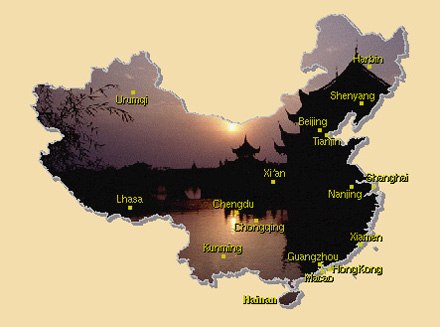 Harbin
Urumqi
Shenyang
Beijing
Tianjin
Xi'an
Shanghai
Nanjing
Lhasa
Chengdu
Chongqing
Xiamen
Kunming
Guangzhou
HongKong
Macao
Hainan